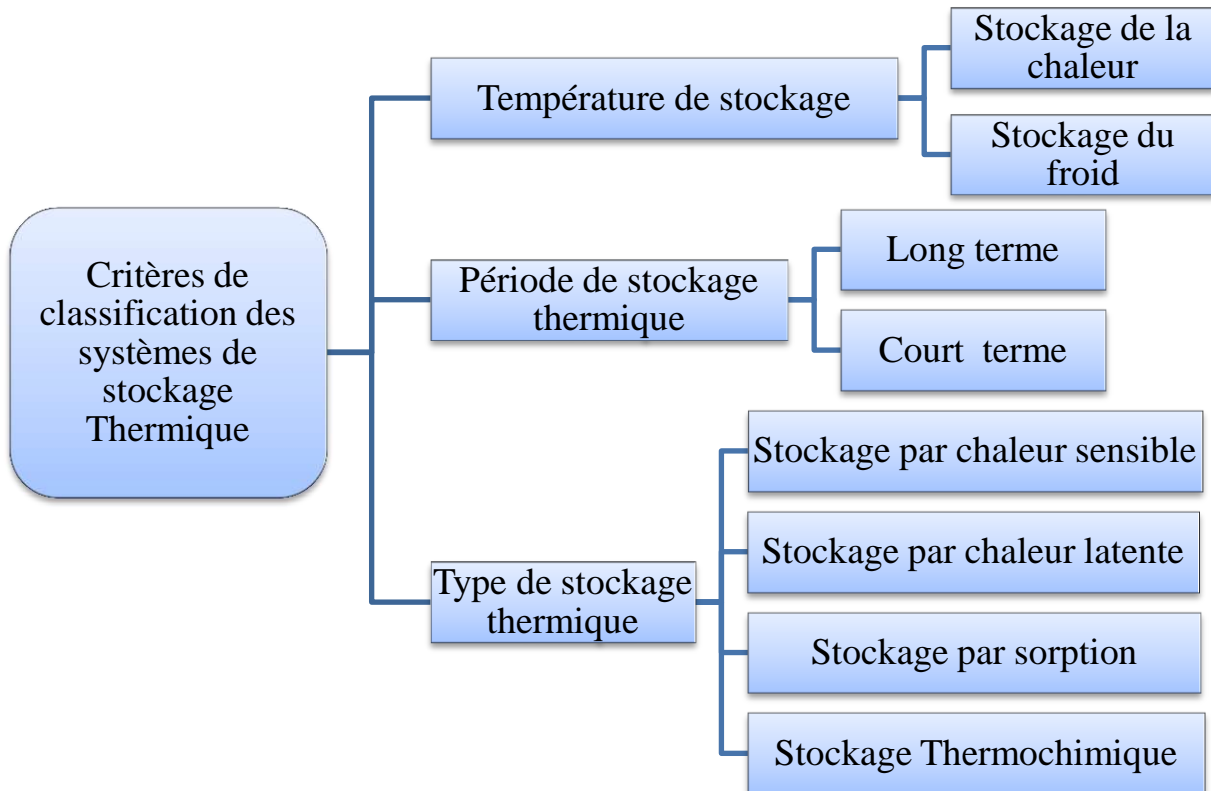 Critères de
classification des
systèmes de
stockage
Thermique
Température de stockage
Stockage de la
chaleur
Stockage du
froid
Période de stockage
thermique
Long terme
Court terme
Type de stockage
thermique
Stockage par chaleur sensible
Stockage par chaleur latente
Stockage par sorption
Stockage Thermochimique